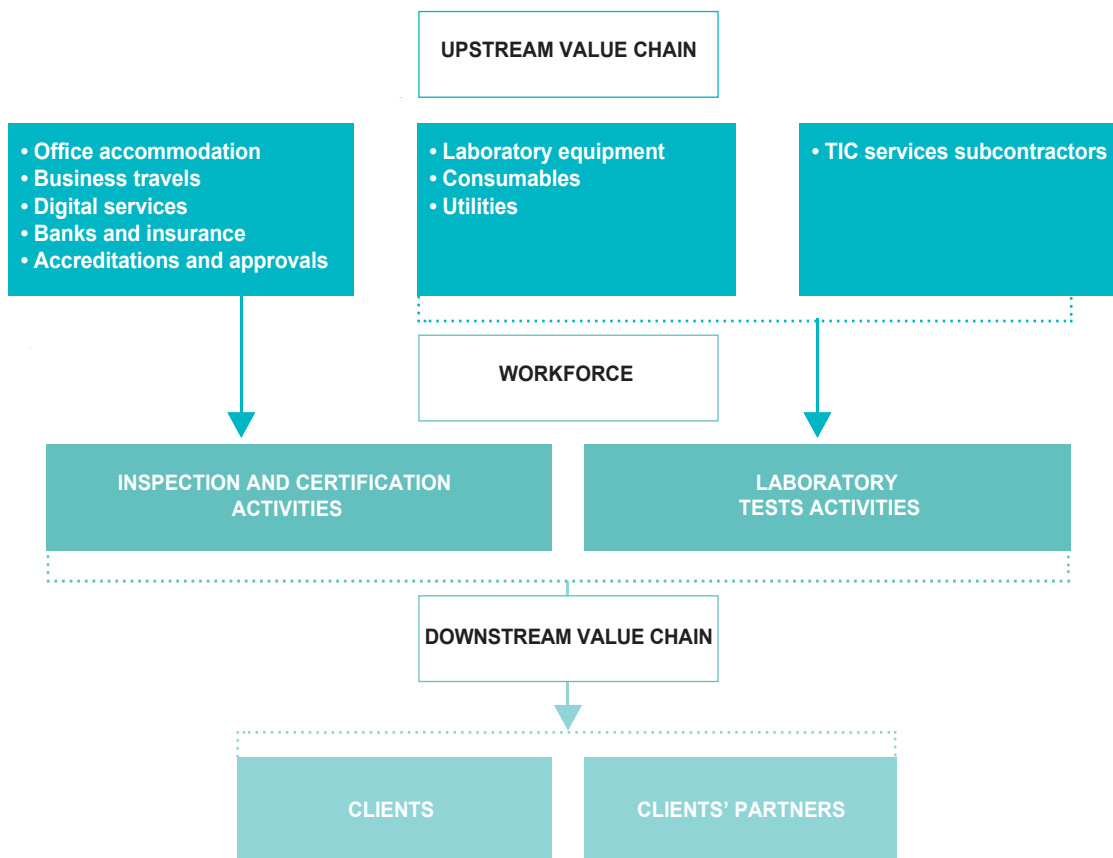 UPSTREAM VALUE CHAIN
• Office accommodation
• Business travels
• Digital services
• Banks and insurance
• Accreditations and approvals
• Laboratory equipment
• Consumables
• Utilities
• TIC services subcontractors
WORKFORCE
INSPECTION AND CERTIFICATION
ACTIVITIES
LABORATORY
TESTS ACTIVITIES
DOWNSTREAM VALUE CHAIN
CLIENTS
CLIENTS’ PARTNERS